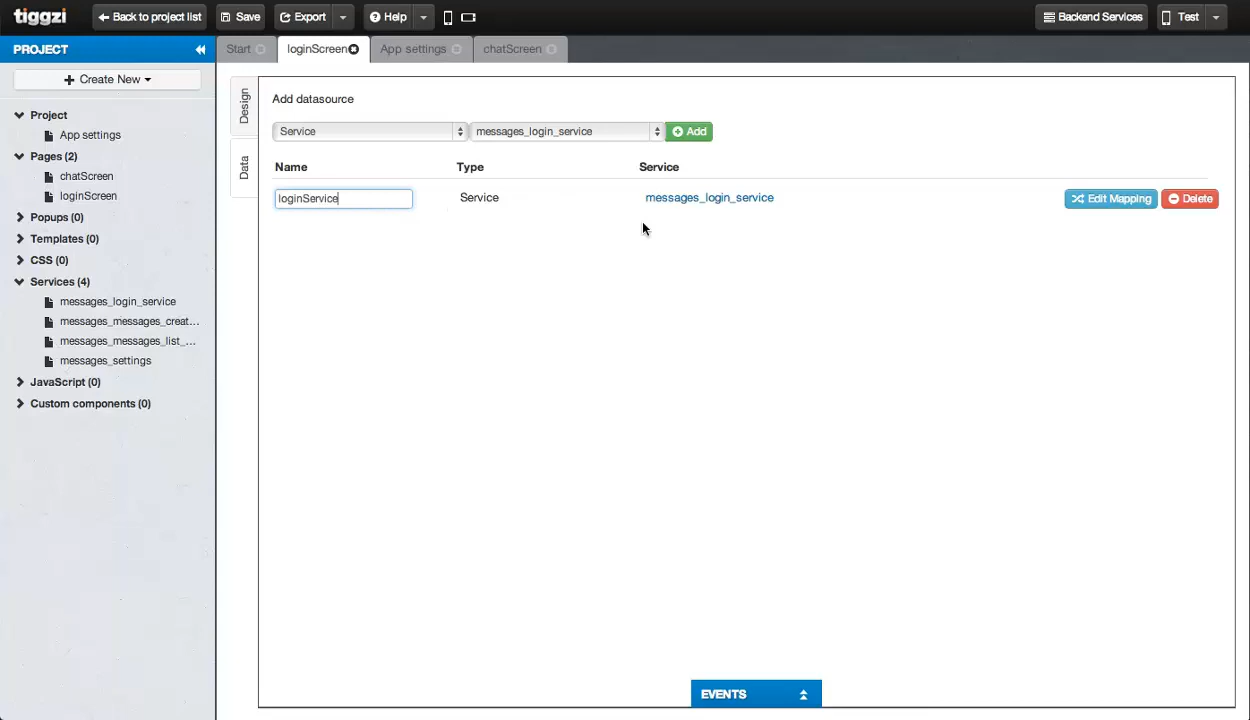 tiggzi
Back to project list
Save
Export
Help
Backend Services
Test
PROJECT
Start
loginScreen
App settings
chatScreen
Create New
Project
App settings
Pages (2)
chatScreen
loginScreen
Popups (0)
Templates (0)
CSS (0)
Services (4)
messages_login_service
messages_messages_creat...
messages_messages_list_...
messages_settings
JavaScript (0)
Custom components (0)
Design
Data
Add datasource
Service
messages_login_service
Add
Name
Type
Service
loginService
Service
messages_login_service
Edit Mapping
Delete
EVENTS